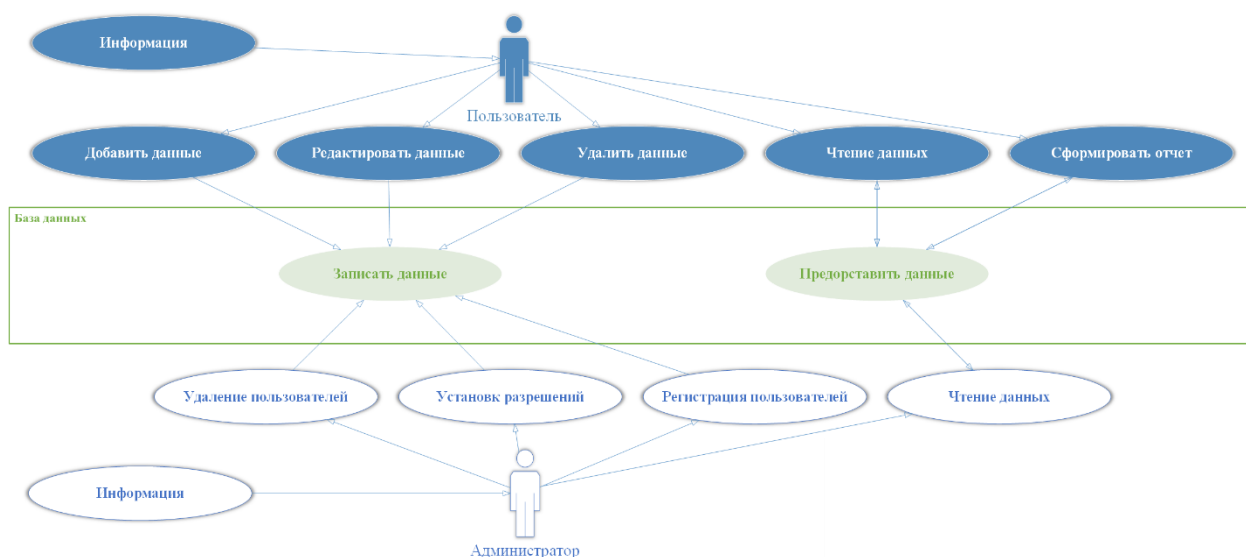 Информация
Пользователь
Добавить данные
Редактировать данные
Удалить данные
Чтение данных
Сформировать отчет
База данных
Записать данные
Предорставить данные
Удаление пользователей
Установк разрешений
Регистрация пользователей
Чтение данных
Информация
Администратор